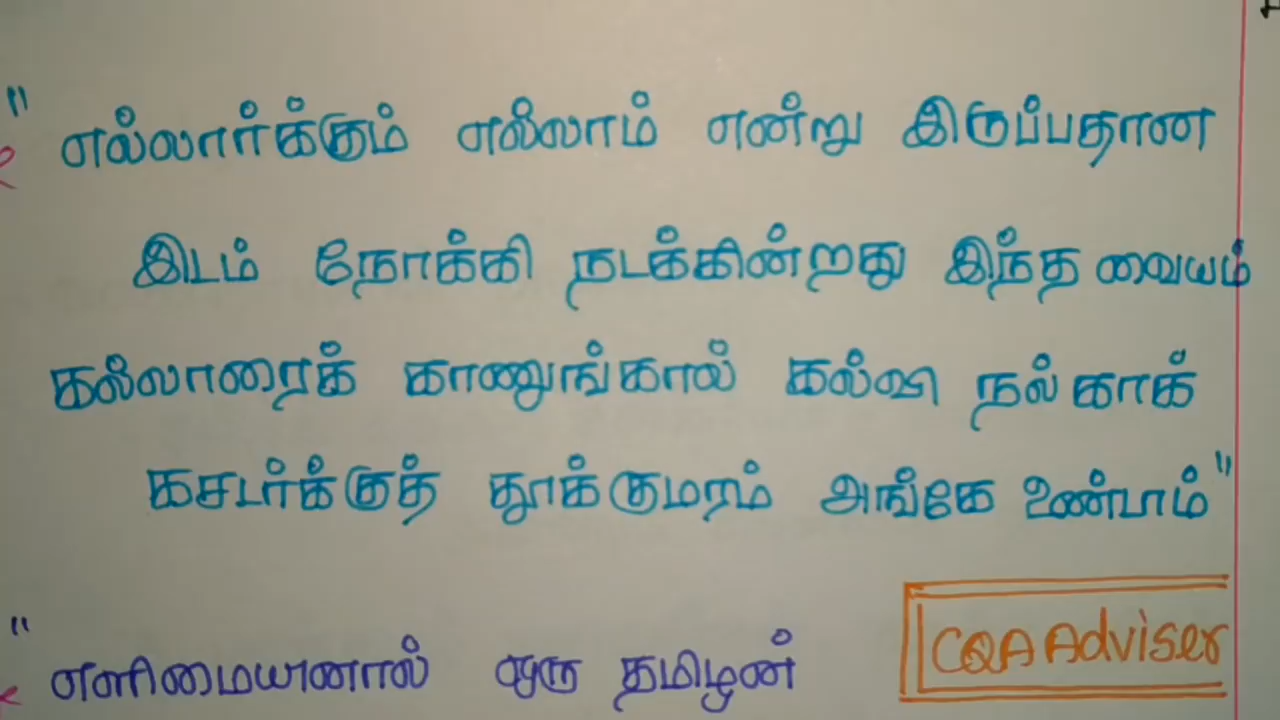 " எல்லார்க்கும் எல்லாம் என்று இருப்பதான
இடம் நோக்கி நடக்கின்றது இந்த வையம்
கல்லாரைக் காணுங்கால் கல்வி நல்காக்
கசடர்க்குத் தூக்குமரம் அங்கே உண்டாம் "
" எளிமையினால் ஒரு தமிழன்
CQA Adviser